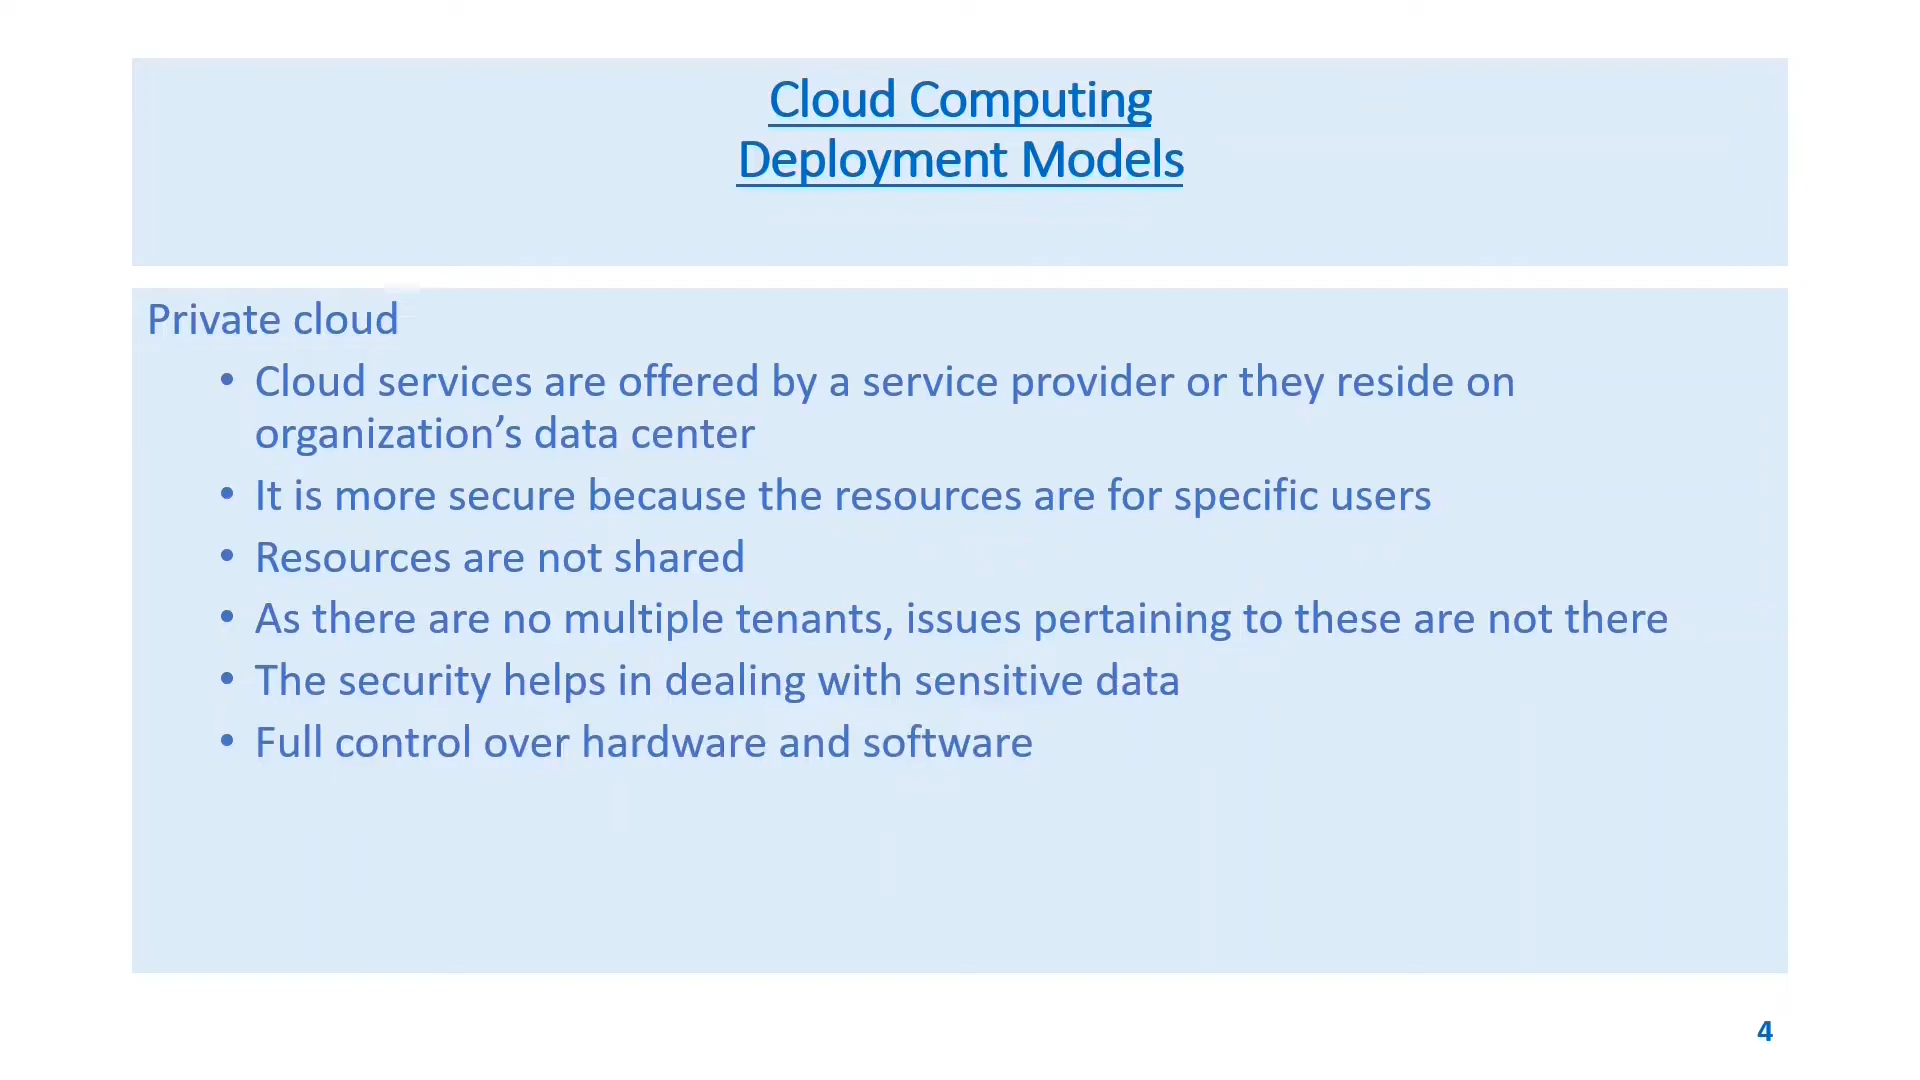 Cloud Computing
Deployment Models
Private cloud
• Cloud services are offered by a service provider or they reside on
organization’s data center
• It is more secure because the resources are for specific users
• Resources are not shared
• As there are no multiple tenants, issues pertaining to these are not there
• The security helps in dealing with sensitive data
• Full control over hardware and software
4